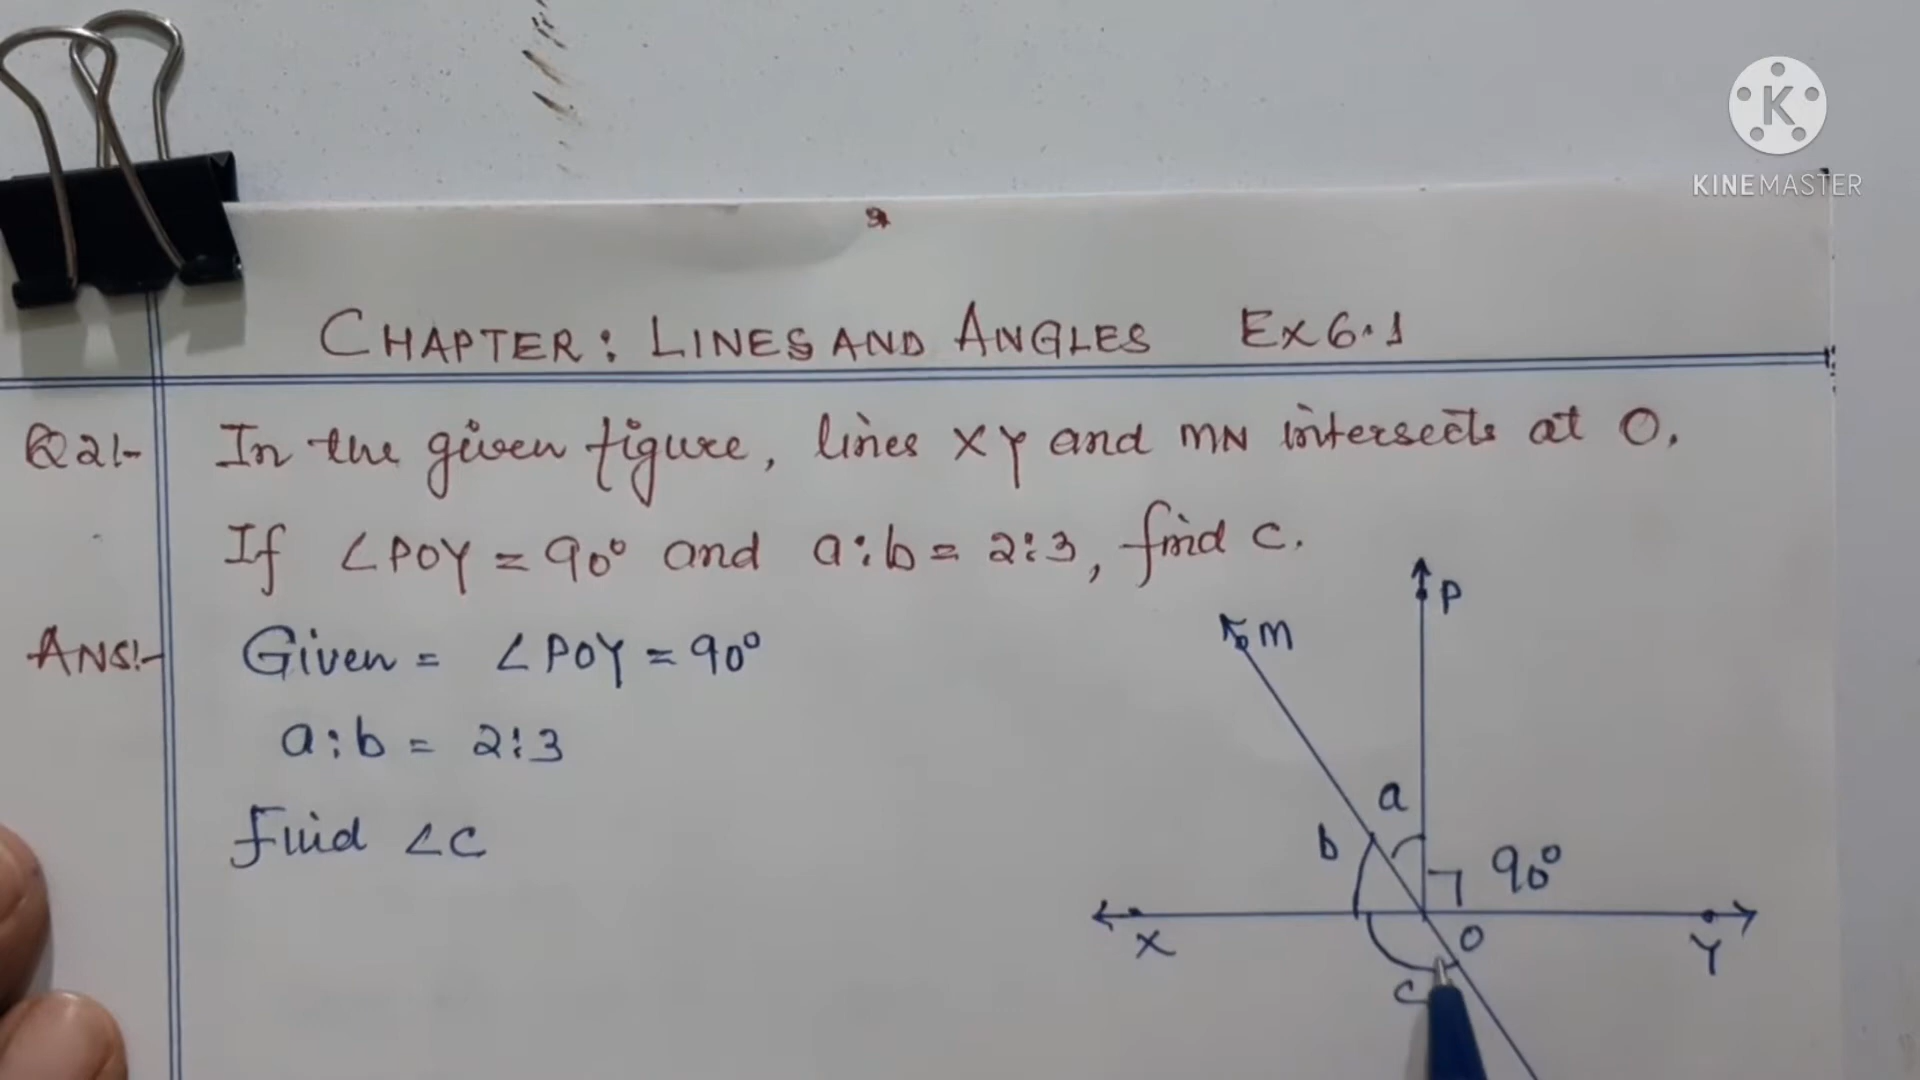 K
KINEMASTER
CHAPTER: LINES AND ANGLES Ex 6.1
Q2:- In the given figure, lines XY and MN intersects at O.
If ∠POY = 90° and a:b = 2:3, find c.
ANS:- Given = ∠POY = 90°
a:b = 2:3
Find ∠C
P
M
a
b
90°
X
O
Y
C